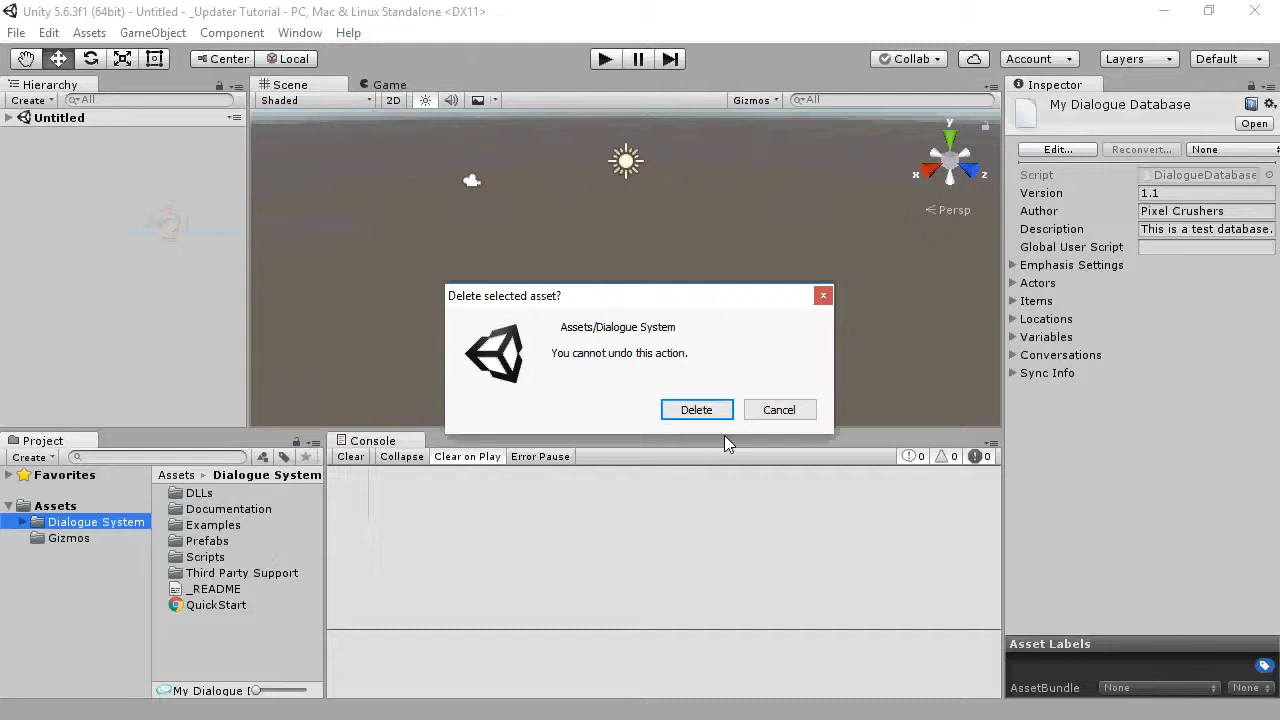 Unity 5.6.3f1 (64bit) - Untitled - _Updater Tutorial - PC, Mac & Linux Standalone <DX11>
File Edit Assets GameObject Component Window Help
Center Local Collab Account Layers Default
Hierarchy
Create All
Untitled
Scene Game
Shaded 2D Gizmos All
y
x z
Persp
Inspector
My Dialogue Database
Open
Edit... Reconvert... None
Script DialogueDatabase
Version 1.1
Author Pixel Crushers
Description This is a test database.
Global User Script
Emphasis Settings
Actors
Items
Locations
Variables
Conversations
Sync Info
Delete selected asset? x
Assets/Dialogue System
You cannot undo this action.
Delete Cancel
Project
Create
Favorites
Assets
Dialogue System
Gizmos
Assets Dialogue System
DLLs
Documentation
Examples
Prefabs
Scripts
Third Party Support
_README
QuickStart
My Dialogue
Console
Clear Collapse Clear on Play Error Pause 0 0 0
Asset Labels
AssetBundle None None